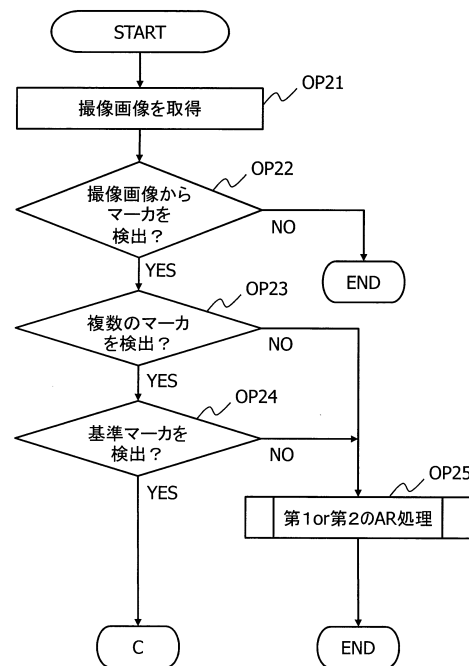 START
OP21
撮像画像を取得
OP22
撮像画像から
マーカを
検出？
NO
YES
END
OP23
複数のマーカ
を検出？
NO
YES
OP24
基準マーカを
検出？
NO
YES
OP25
第1or第2のAR処理
C
END